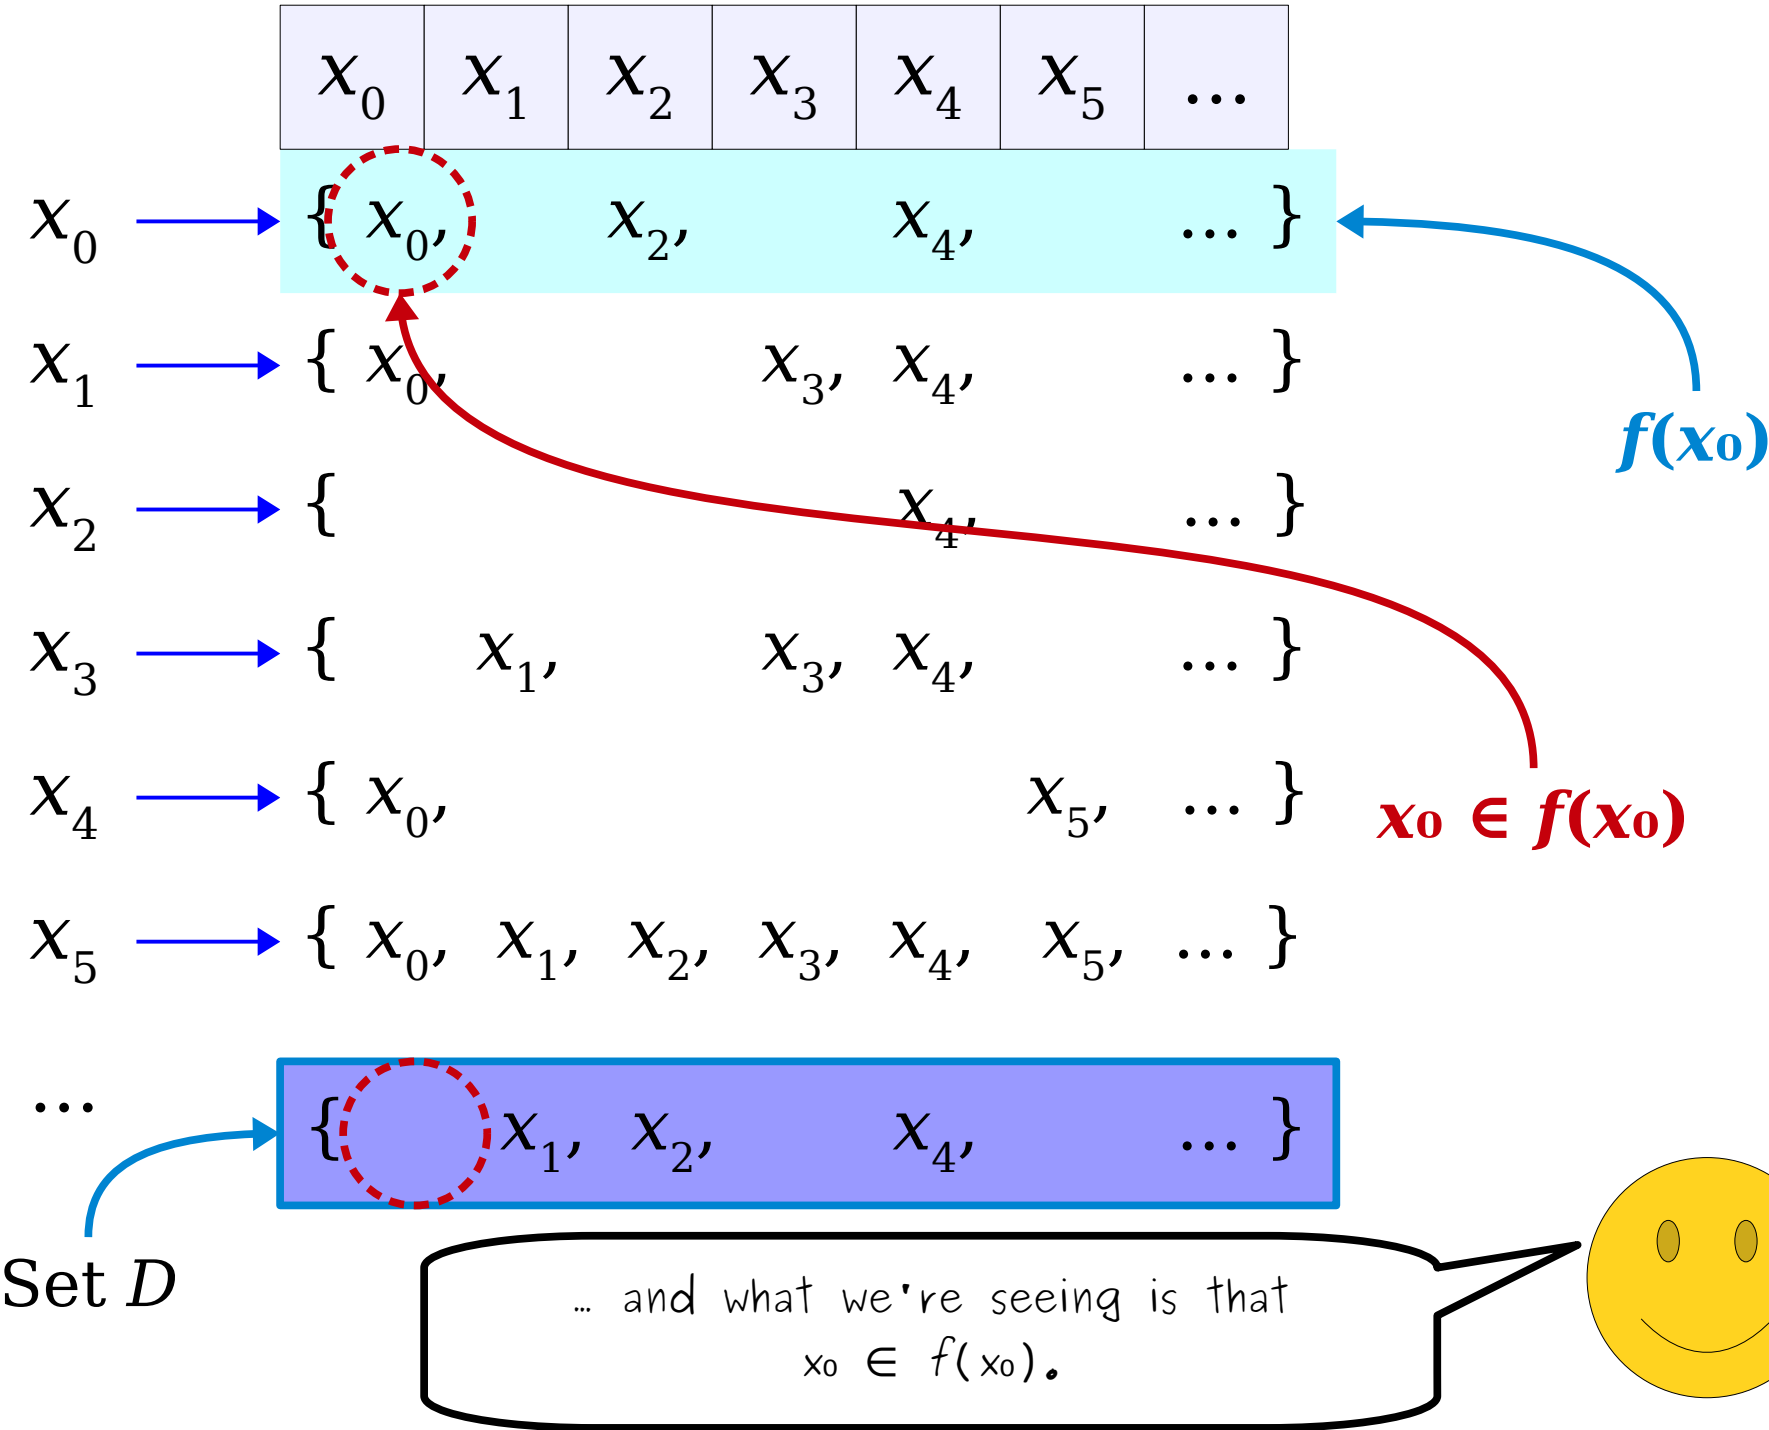 x₀ x₁ x₂ x₃ x₄ x₅ …
x₀ { x₀, x₂, x₄, … }
x₁ { x₀, x₃, x₄, … }
f(x₀)
x₂ { x₄, … }
x₃ { x₁, x₃, x₄, … }
x₄ { x₀, x₅, … }
x₀ ∈ f(x₀)
x₅ { x₀, x₁, x₂, x₃, x₄, x₅, … }
… { x₁, x₂, x₄, … }
Set D
… and what we're seeing is that
x₀ ∈ f(x₀).